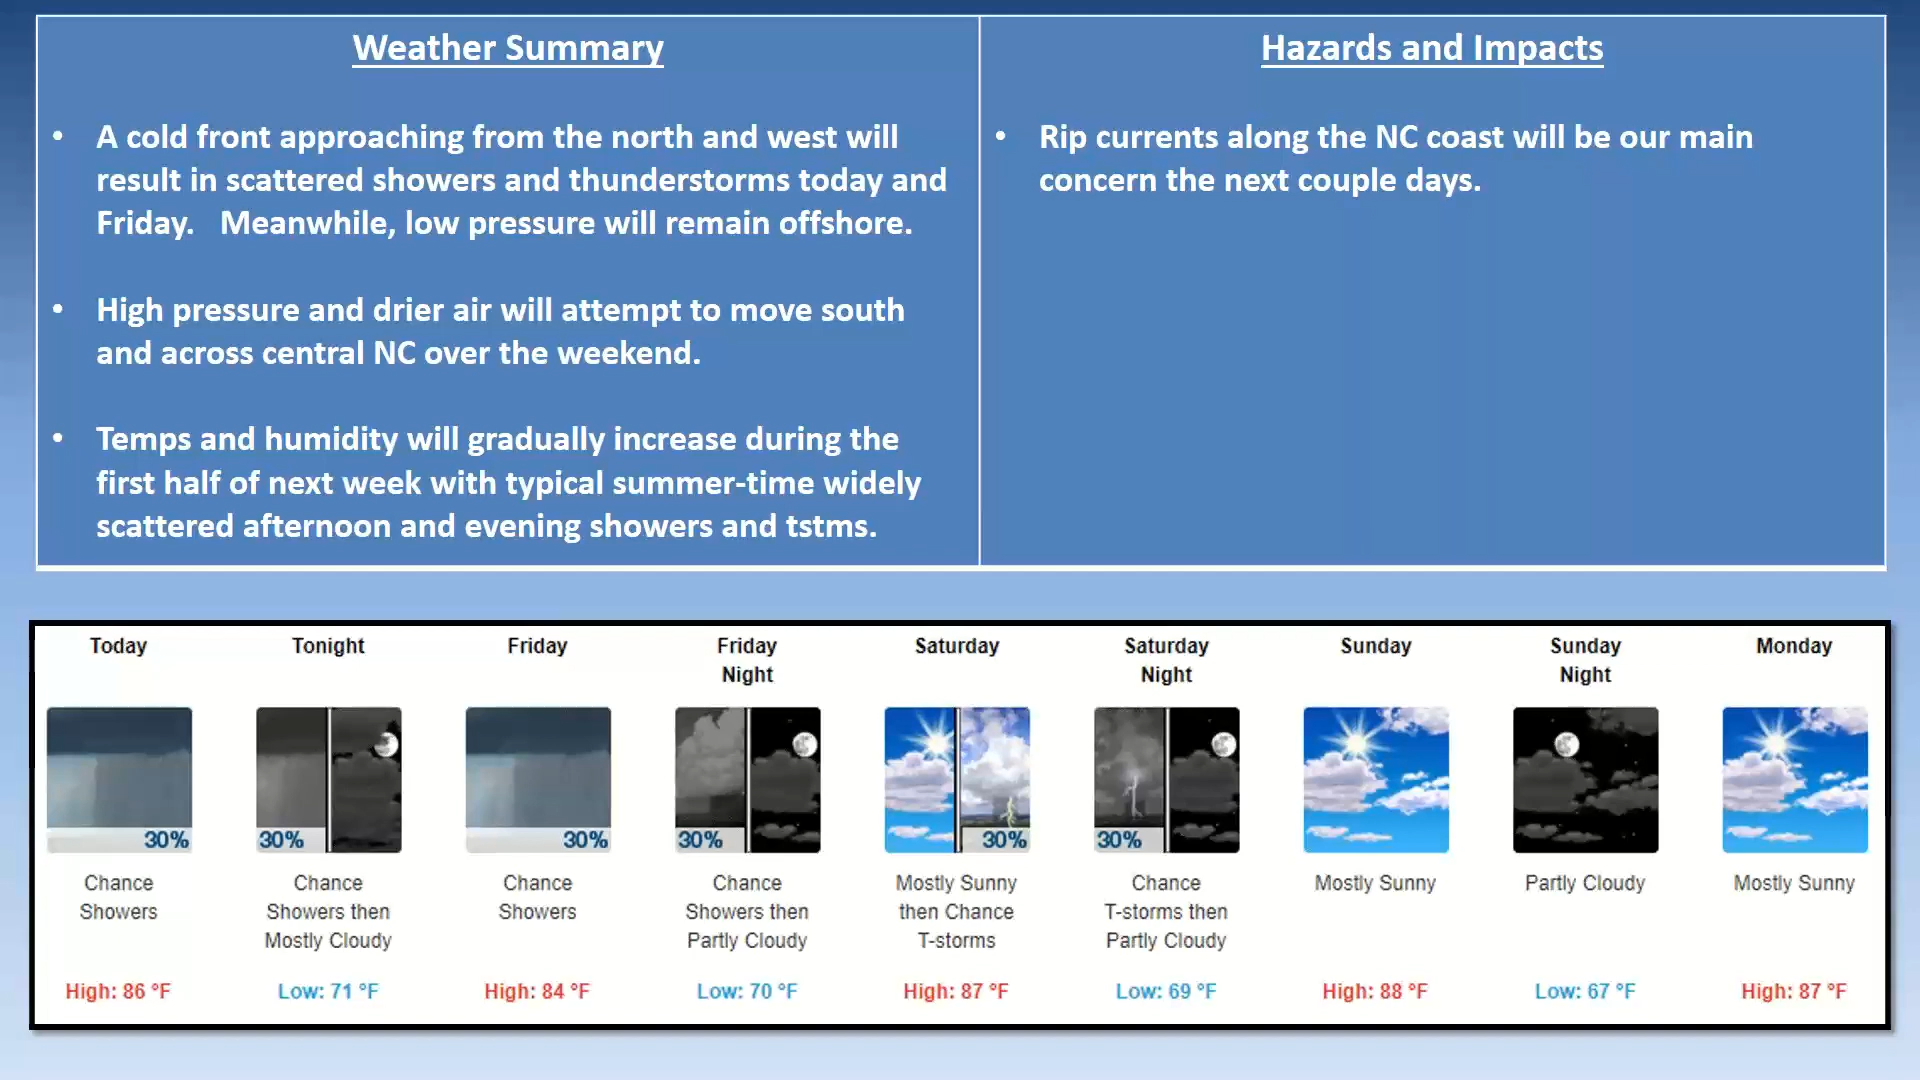 Weather Summary
• A cold front approaching from the north and west will
result in scattered showers and thunderstorms today and
Friday.   Meanwhile, low pressure will remain offshore.
• High pressure and drier air will attempt to move south
and across central NC over the weekend.
• Temps and humidity will gradually increase during the
first half of next week with typical summer-time widely
scattered afternoon and evening showers and tstms.
Hazards and Impacts
• Rip currents along the NC coast will be our main
concern the next couple days.
Today
30%
Chance
Showers
High: 86 °F
Tonight
30%
Chance
Showers then
Mostly Cloudy
Low: 71 °F
Friday
30%
Chance
Showers
High: 84 °F
Friday
Night
30%
Chance
Showers then
Partly Cloudy
Low: 70 °F
Saturday
30%
Mostly Sunny
then Chance
T-storms
High: 87 °F
Saturday
Night
30%
Chance
T-storms then
Partly Cloudy
Low: 69 °F
Sunday
Mostly Sunny
High: 88 °F
Sunday
Night
Partly Cloudy
Low: 67 °F
Monday
Mostly Sunny
High: 87 °F